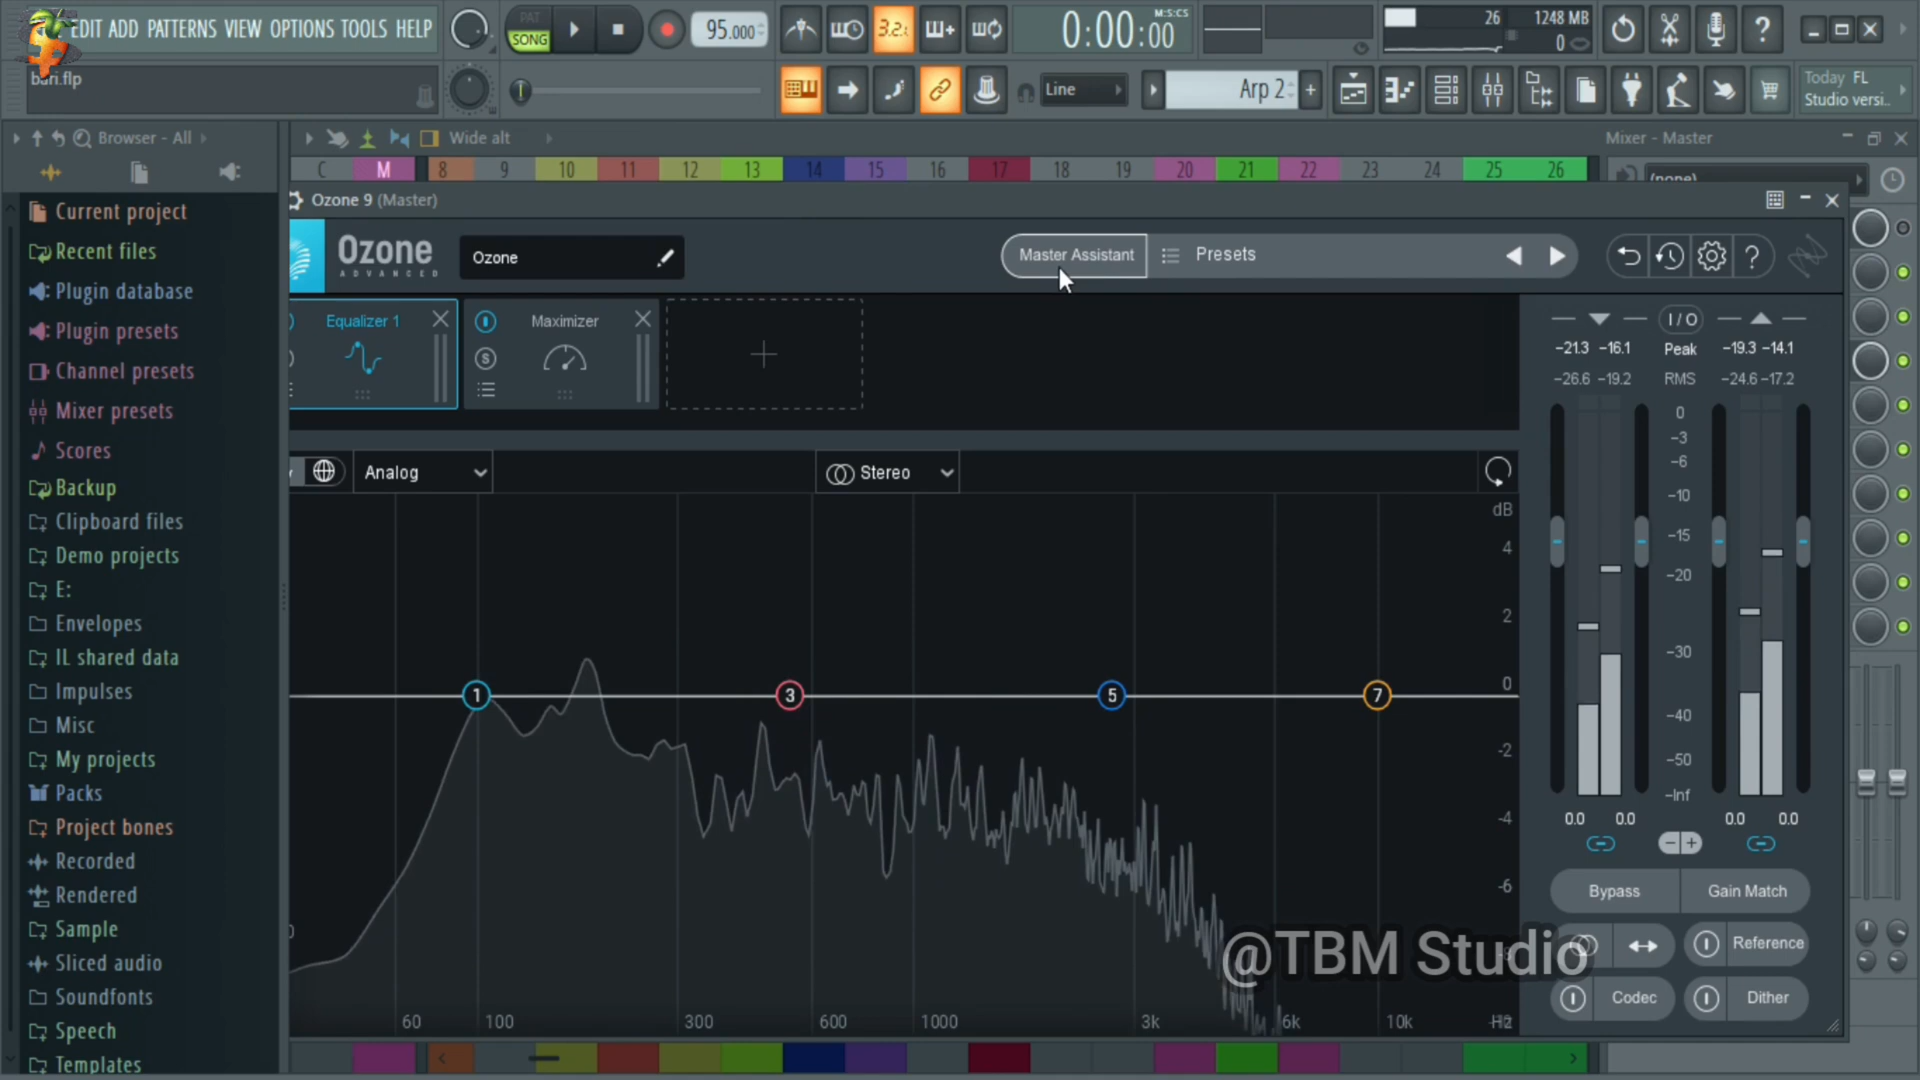 EDIT ADD PATTERNS VIEW OPTIONS TOOLS HELP
PAT
SONG
95.000
3.2.
0:00:00
M:S:CS
26
1248 MB
0
bari.flp
Line
Arp 2
Today FL
Studio versi..
Browser - All
Wide alt
Mixer - Master
C M 8 9 10 11 12 13 14 15 16 17 18 19 20 21 22 23 24 25 26
(none)
Current project
Recent files
Plugin database
Plugin presets
Channel presets
Mixer presets
Scores
Backup
Clipboard files
Demo projects
E:
Envelopes
IL shared data
Impulses
Misc
My projects
Packs
Project bones
Recorded
Rendered
Sample
Sliced audio
Soundfonts
Speech
Templates
Ozone 9 (Master)
Ozone
ADVANCED
Ozone
Master Assistant
Presets
?
Equalizer 1
Maximizer
S
I/O
-21.3 -16.1 Peak -19.3 -14.1
-26.6 -19.2 RMS -24.6 -17.2
Analog
Stereo
dB
4
2
0
-2
-4
-6
1 3 5 7
60 100 300 600 1000 3k 6k 10k Hz
0
-3
-6
-10
-15
-20
-30
-40
-50
-Inf
0.0 0.0 0.0 0.0
Bypass
Gain Match
Reference
Codec
Dither
@TBM Studio